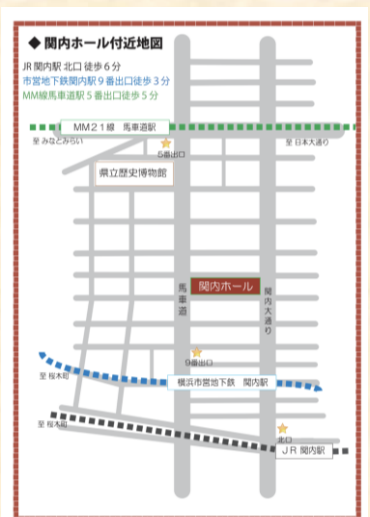 ◆ 関内ホール付近地図
JR 関内駅 北口 徒歩6分
市営地下鉄関内駅9番出口徒歩3分
MM線馬車道駅5番出口徒歩5分
MM21線 馬車道駅
至 みなとみらい
5番出口
至 日本大通り
県立歴史博物館
馬車道
関内ホール
関内大通り
9番出口
至 桜木町
横浜市営地下鉄 関内駅
至 桜木町
北口
JR 関内駅